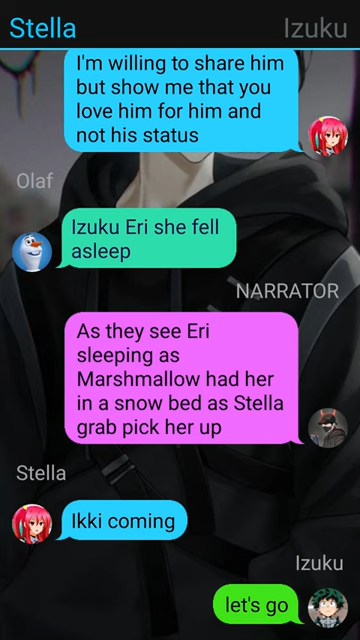 Stella
Izuku
I'm willing to share him
but show me that you
love him for him and
not his status
Olaf
Izuku Eri she fell
asleep
NARRATOR
As they see Eri
sleeping as
Marshmallow had her
in a snow bed as Stella
grab pick her up
Stella
Ikki coming
Izuku
let's go